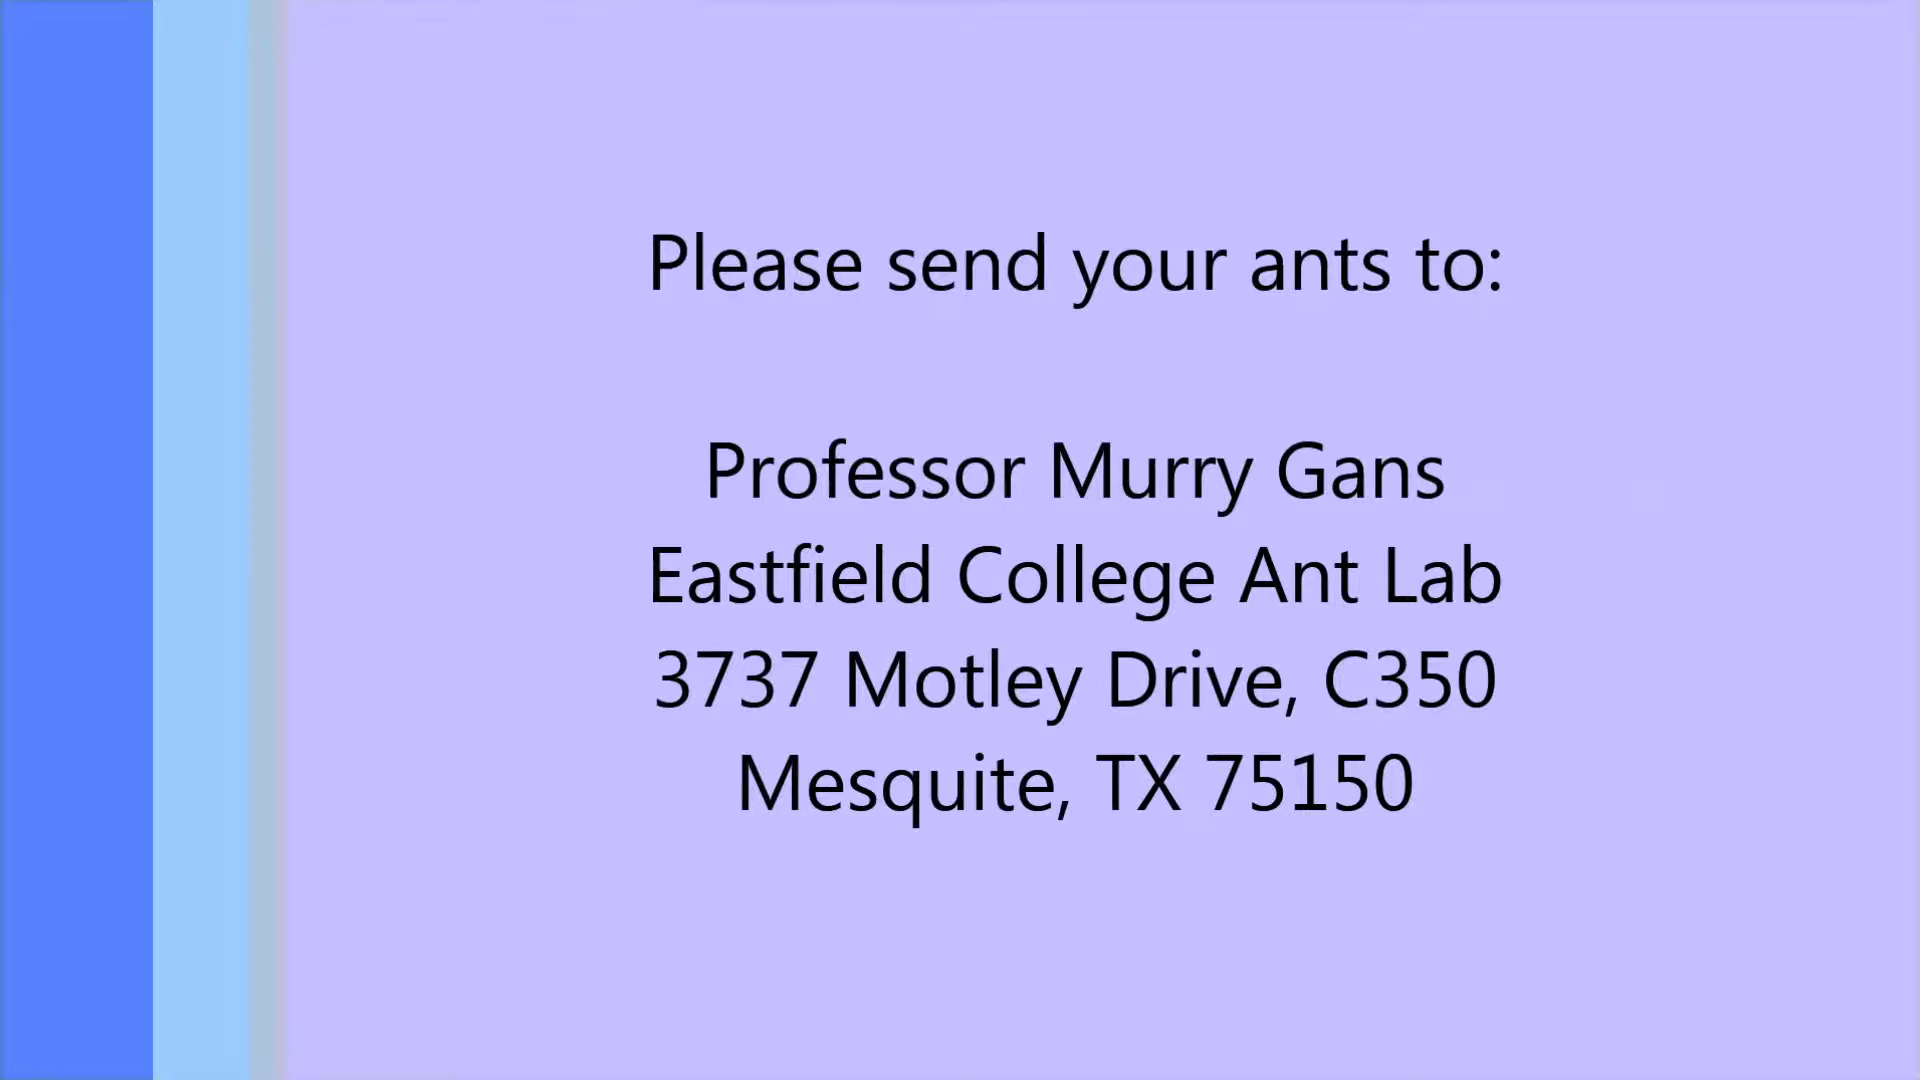 Please send your ants to:
Professor Murry Gans
Eastfield College Ant Lab
3737 Motley Drive, C350
Mesquite, TX 75150